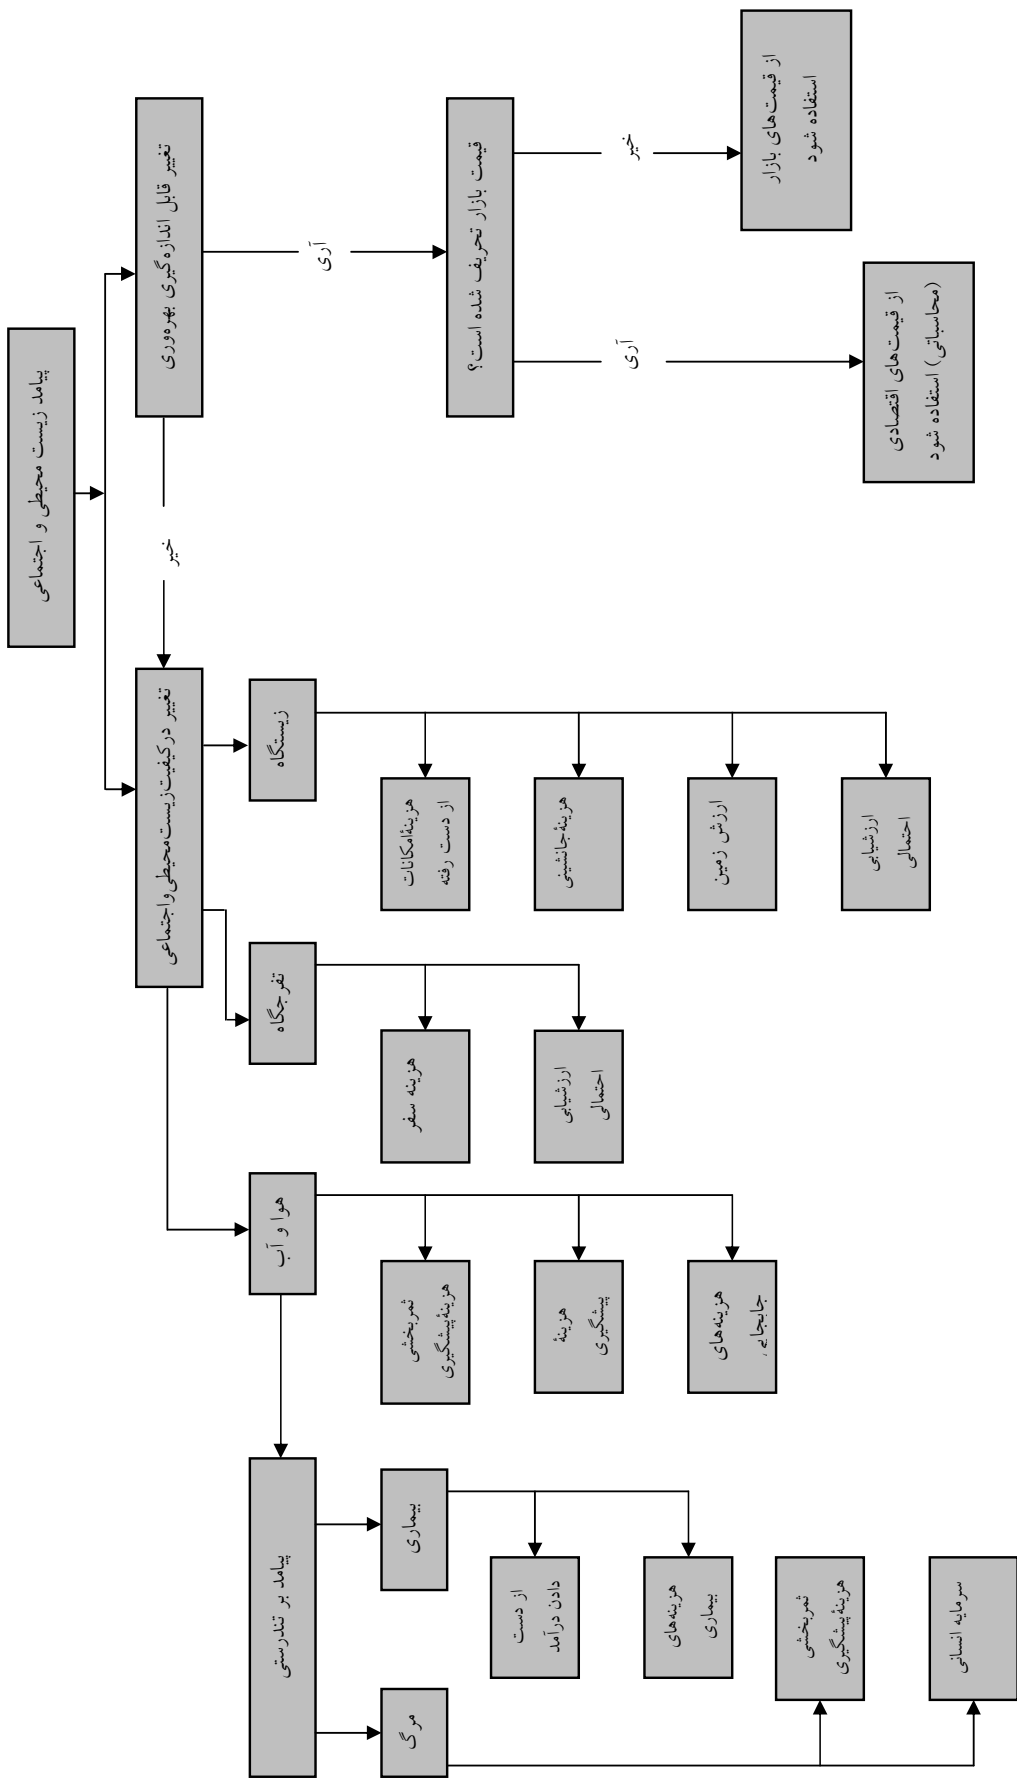 پیامد زیست محیطی و اجتماعی
تغییر قابل اندازه‌گیری بهره‌وری
آری
خیر
قیمت بازار تحریف شده است؟
خیر
از قیمت‌های بازار
استفاده شود
آری
از قیمت‌های اقتصادی
(محاسباتی) استفاده شود
تغییر در کیفیت زیست محیطی و اجتماعی
زیستگاه
هزینهٔ امکانات
از دست رفته
هزینهٔ جانشینی
ارزش زمین
ارزشیابی
احتمالی
تفرجگاه
هزینه سفر
ارزشیابی
احتمالی
هوا و آب
ثمربخشی
هزینهٔ پیشگیری
هزینهٔ
پیشگیری
هزینه‌های
جابجایی
پیامد بر تندرستی
بیماری
از دست
دادن درآمد
هزینه‌های
بیماری
مرگ
ثمربخشی
هزینهٔ پیشگیری
سرمایه انسانی